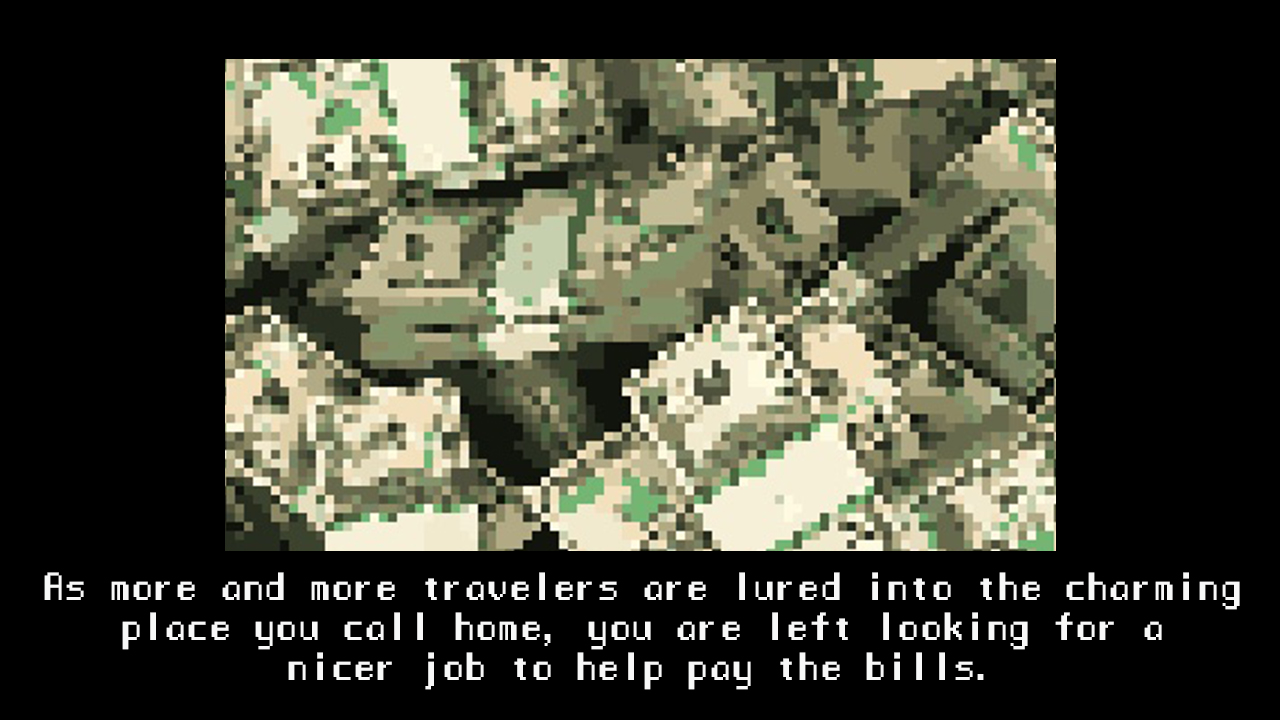 As more and more travelers are lured into the charming
place you call home, you are left looking for a
nicer job to help pay the bills.